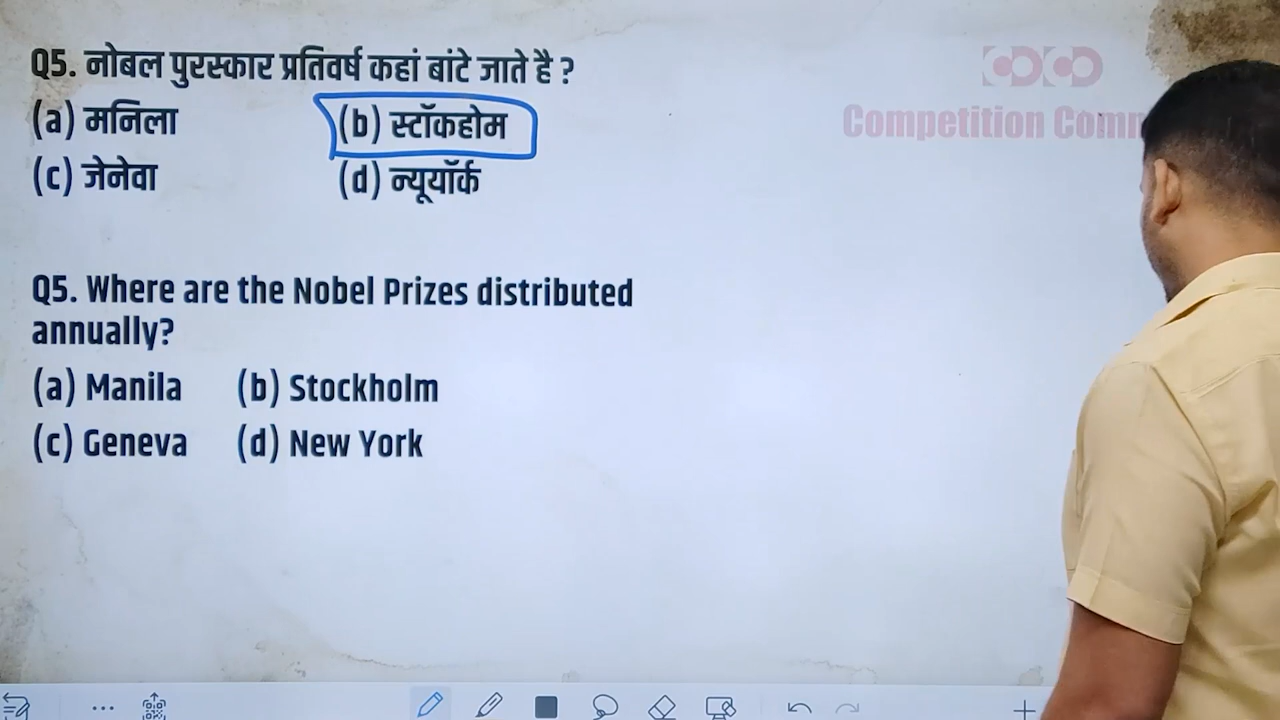 Q5. नोबल पुरस्कार प्रतिवर्ष कहां बांटे जाते है ?
(a) मनिला (b) स्टॉकहोम
(c) जेनेवा (d) न्यूयॉर्क
Competition Comm
Q5. Where are the Nobel Prizes distributed
annually?
(a) Manila (b) Stockholm
(c) Geneva (d) New York